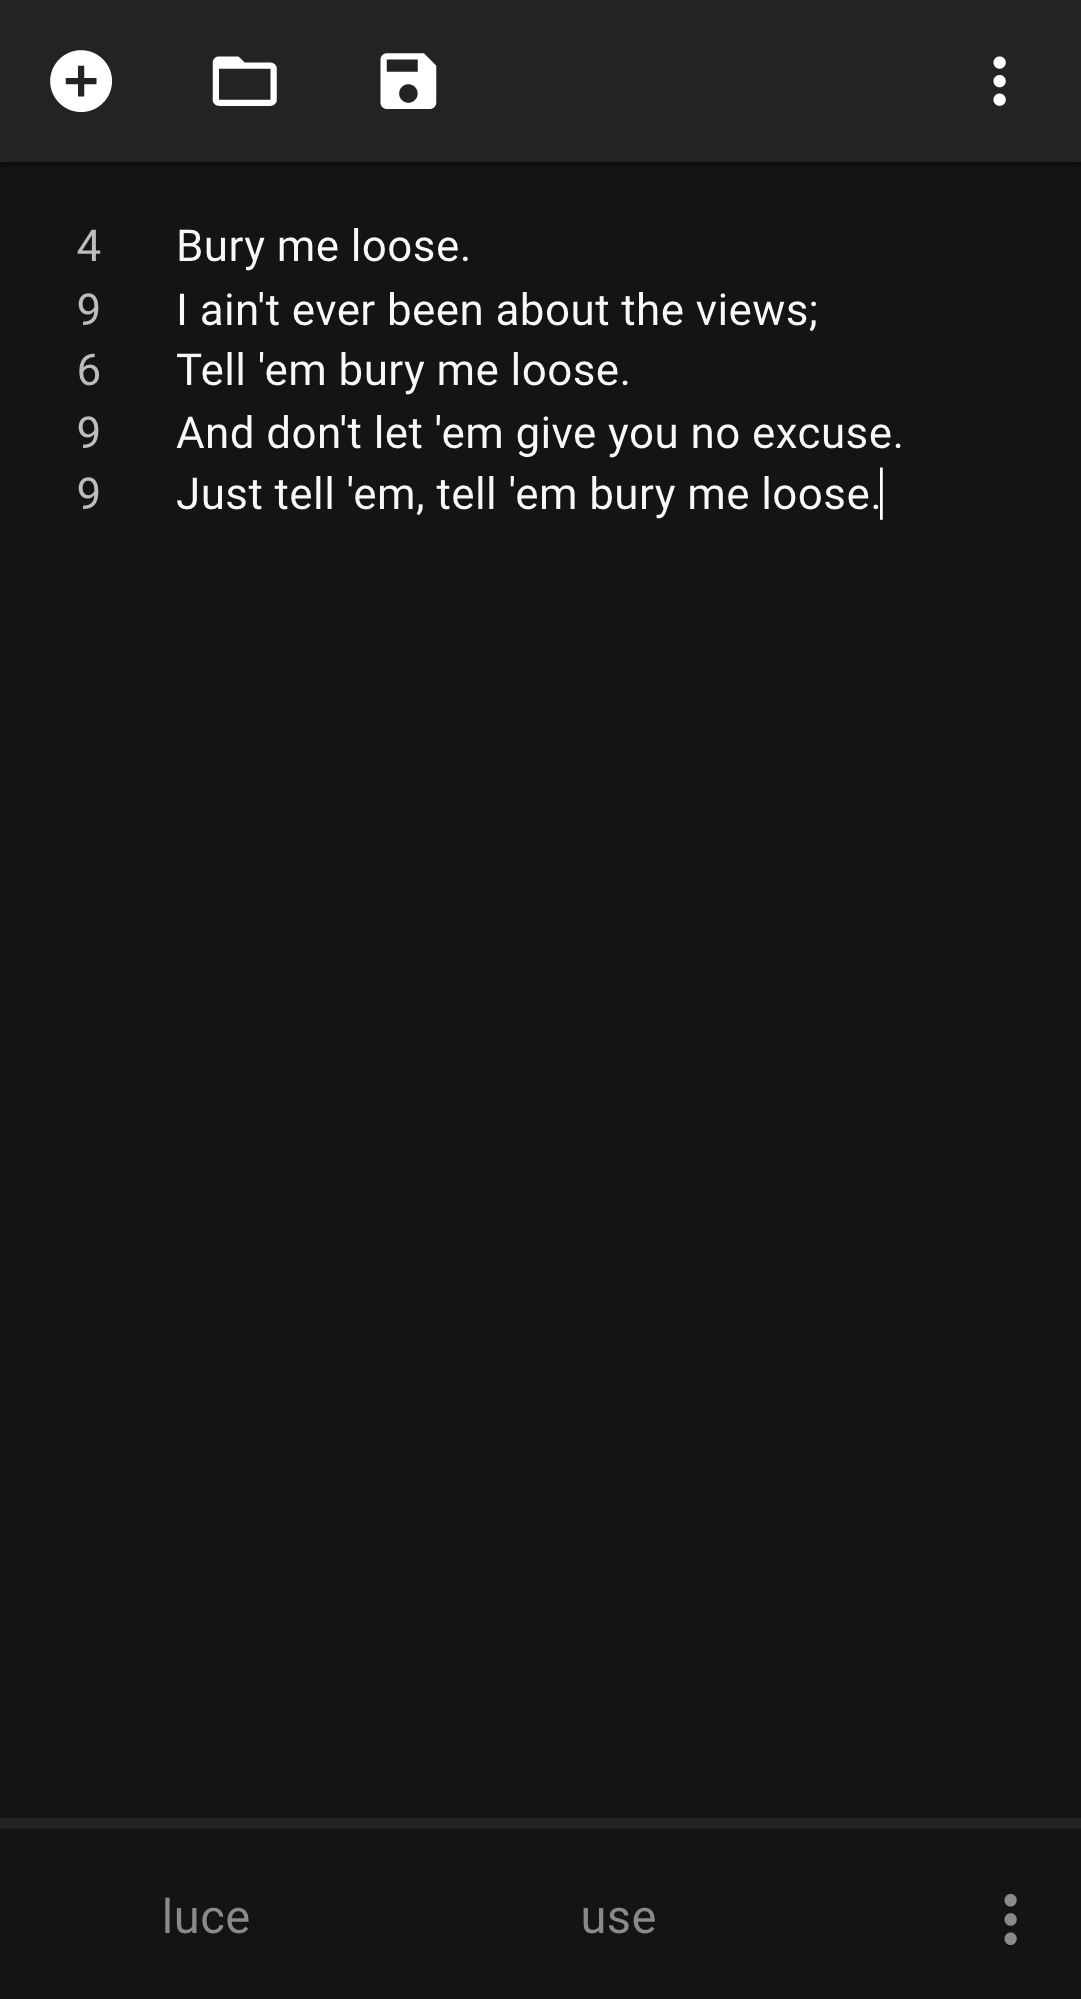 4 Bury me loose.
9 I ain't ever been about the views;
6 Tell 'em bury me loose.
9 And don't let 'em give you no excuse.
9 Just tell 'em, tell 'em bury me loose.
luce use